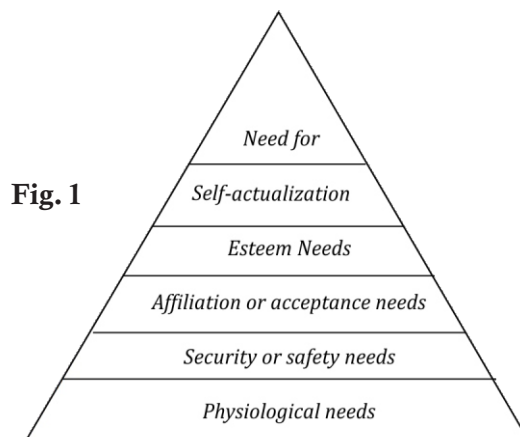 Need for
Fig. 1
Self-actualization
Esteem Needs
Affiliation or acceptance needs
Security or safety needs
Physiological needs